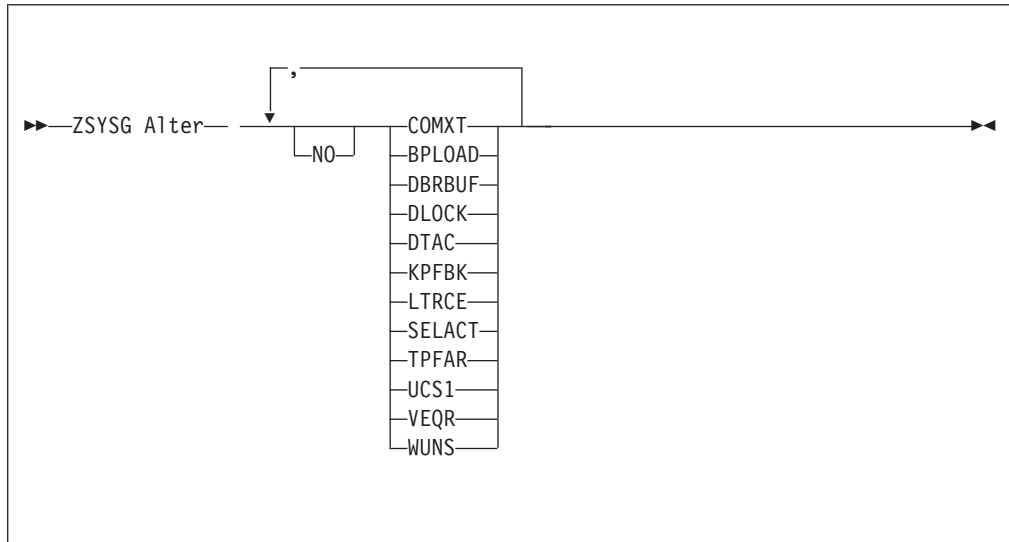 ,
ZSYSG Alter COMXT
NO BPLOAD
DBRBUF
DLOCK
DTAC
KPFBK
LTRCE
SELACT
TPFAR
UCS1
VEQR
WUNS